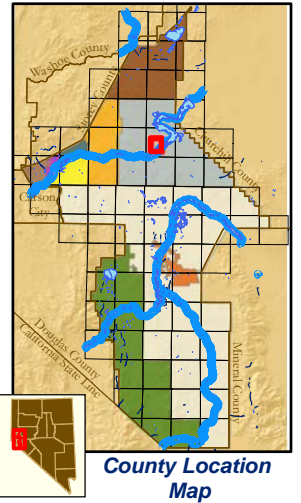 Washoe County
Storey County
Churchill County
Carson
City
Douglas County
California State Line
Mineral County
County Location
Map